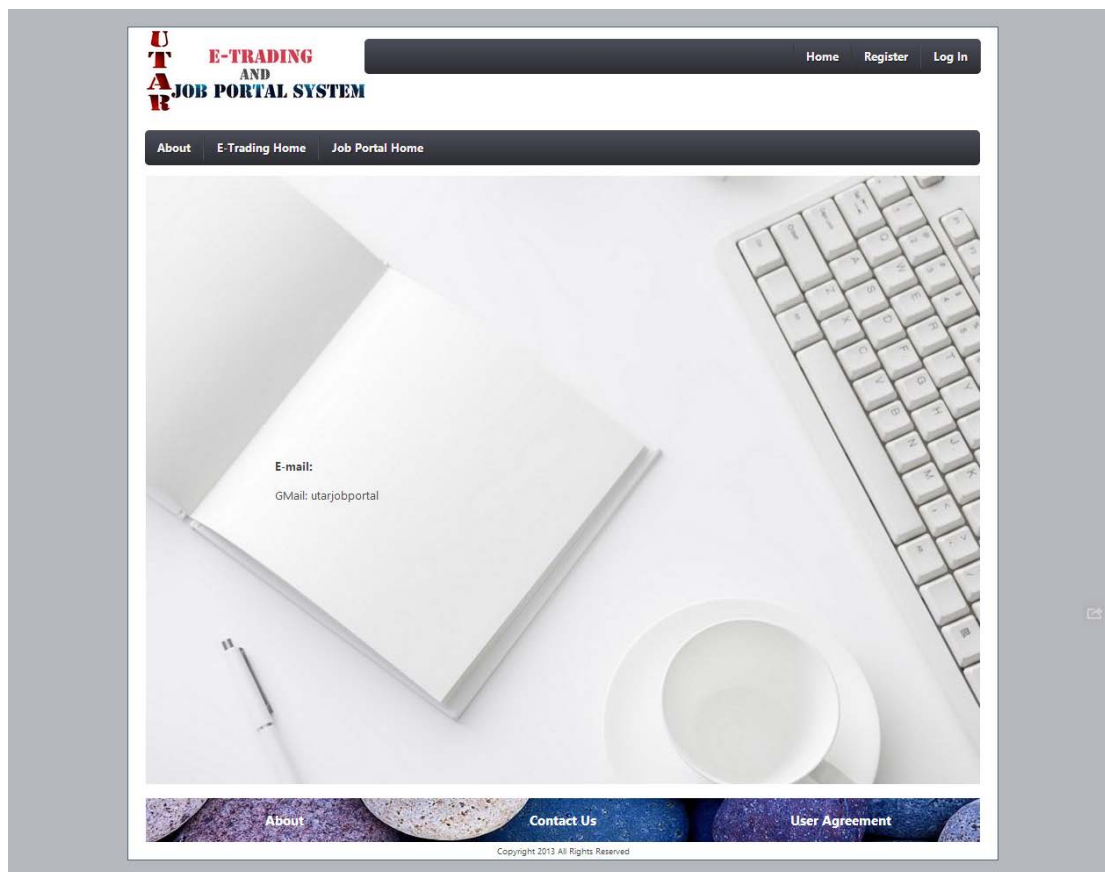 UTAR
E-TRADING
AND
JOB PORTAL SYSTEM
Home Register Log In
About E-Trading Home Job Portal Home
E-mail:
GMail: utarjobportal
About Contact Us User Agreement
Copyright 2013 All Rights Reserved